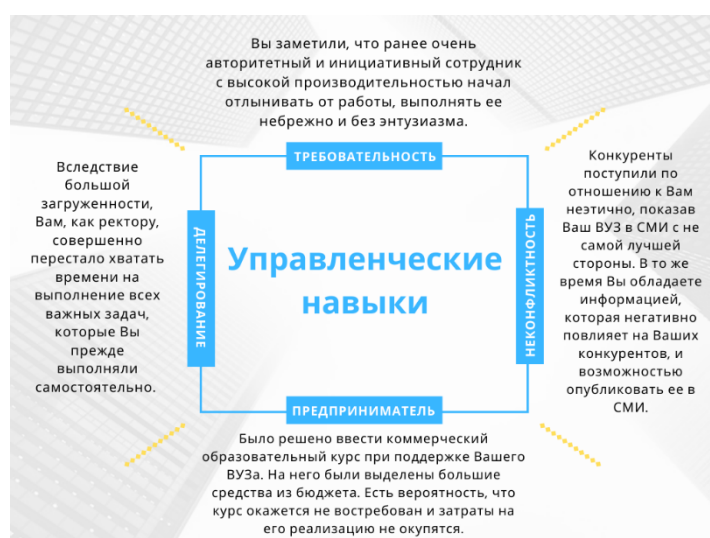 Вы заметили, что ранее очень
авторитетный и инициативный сотрудник
с высокой производительностью начал
отлынивать от работы, выполнять ее
небрежно и без энтузиазма.
ТРЕБОВАТЕЛЬНОСТЬ
Вследствие
большой
загруженности,
Вам, как ректору,
совершенно
перестало хватать
времени на
выполнение всех
важных задач,
которые Вы
прежде
выполняли
самостоятельно.
ДЕЛЕГИРОВАНИЕ
Управленческие
навыки
НЕКОНФЛИКТНОСТЬ
Конкуренты
поступили по
отношению к Вам
неэтично, показав
Ваш ВУЗ в СМИ с не
самой лучшей
стороны. В то же
время Вы обладаете
информацией,
которая негативно
повлияет на Ваших
конкурентов, и
возможностью
опубликовать ее в
СМИ.
ПРЕДПРИНИМАТЕЛЬ
Было решено ввести коммерческий
образовательный курс при поддержке Вашего
ВУЗа. На него были выделены большие
средства из бюджета. Есть вероятность, что
курс окажется не востребован и затраты на
его реализацию не окупятся.